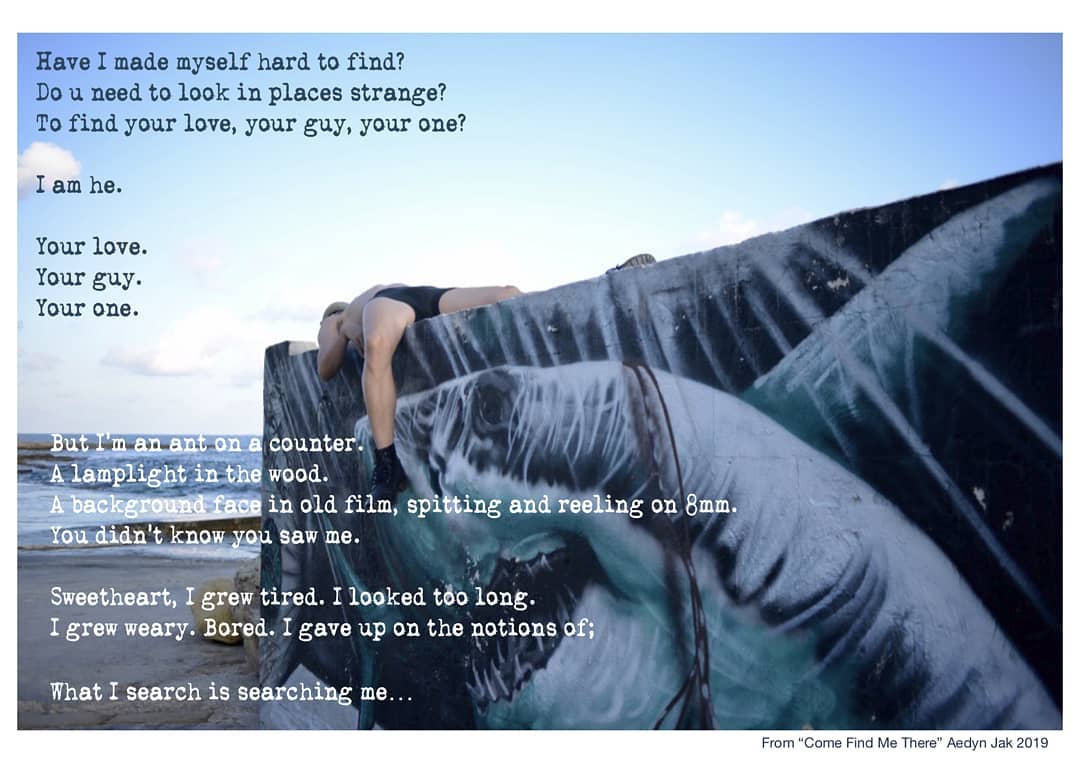 Have I made myself hard to find?
Do u need to look in places strange?
To find your love, your guy, your one?
I am he.
Your love.
Your guy.
Your one.
But I'm an ant on a counter.
A lamplight in the wood.
A background face in old film, spitting and reeling on 8mm.
You didn't know you saw me.
Sweetheart, I grew tired. I looked too long.
I grew weary. Bored. I gave up on the notions of;
What I search is searching me...
From “Come Find Me There” Aedyn Jak 2019